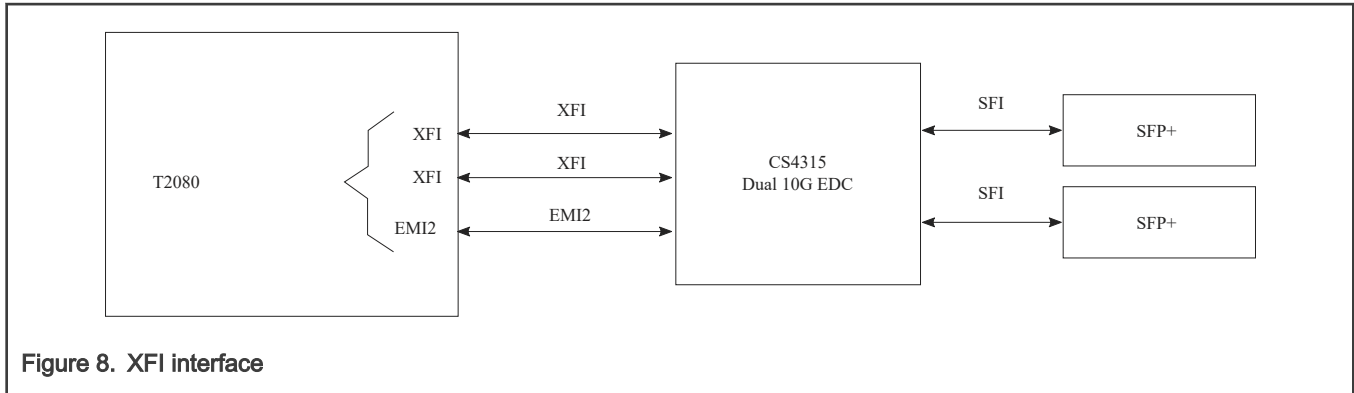 XFI
SFI
XFI
SFP+
XFI
CS4315
Dual 10G EDC
T2080
XFI
SFI
EMI2
EMI2
SFP+
Figure 8. XFI interface